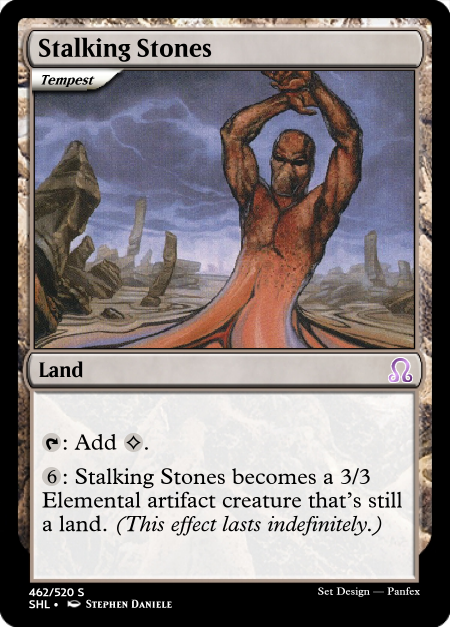 Stalking Stones
Tempest
Land
: Add .
6: Stalking Stones becomes a 3/3
Elemental artifact creature that's still
a land. (This effect lasts indefinitely.)
462/520 S
Set Design — Panfex
SHL • Stephen Daniele